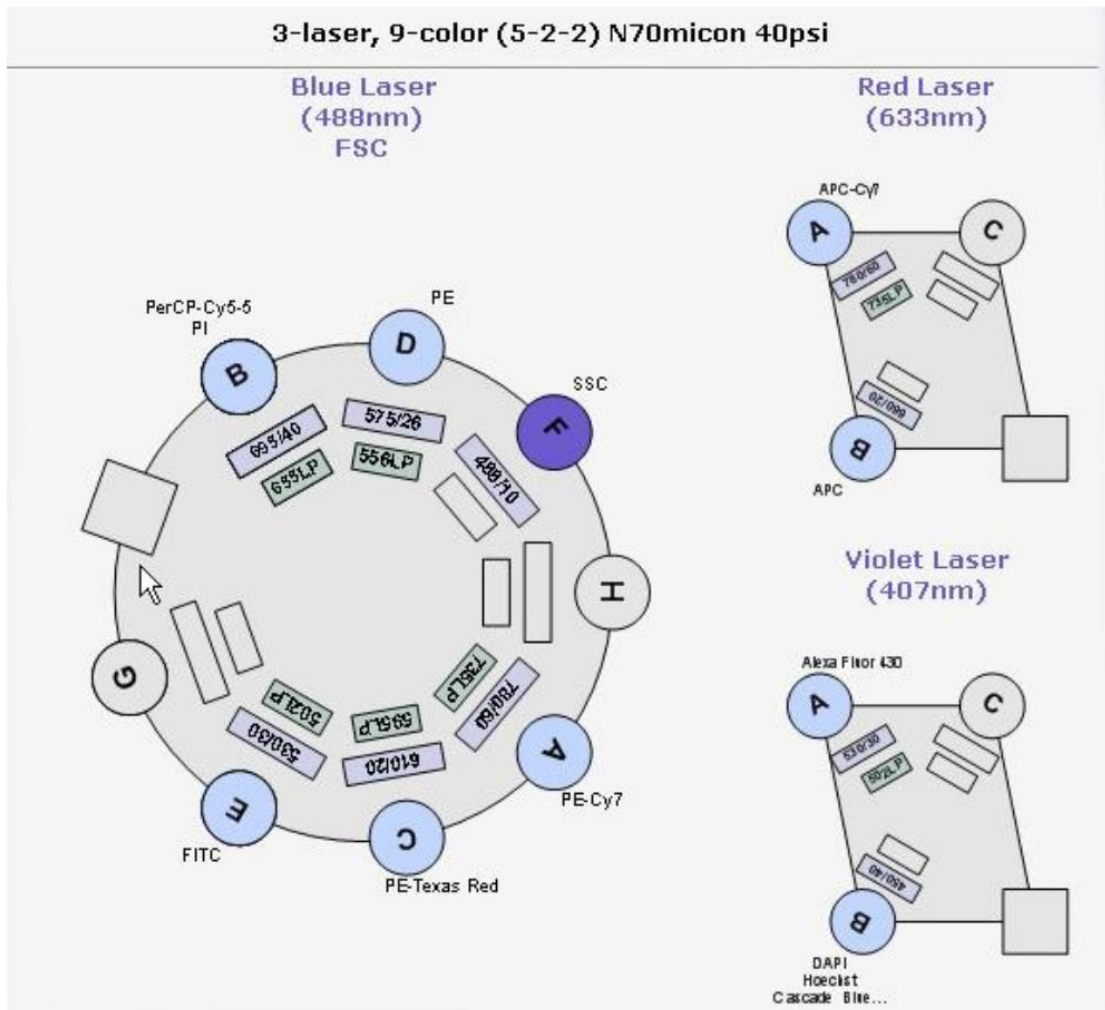 3-laser, 9-color (5-2-2) N70micon 40psi
Blue Laser
(488nm)
FSC
PerCP-Cy5-5
PI
B
695/40
655LP
PE
D
575/26
556LP
SSC
F
488/10
H
735LP
780/60
A
PE-Cy7
595LP
610/20
C
PE-Texas Red
502LP
530/30
E
FITC
G
Red Laser
(633nm)
APC-Cy7
A
780/60
735LP
C
660/20
B
APC
Violet Laser
(407nm)
Alexa Fluor 430
A
530/30
502LP
C
450/40
B
DAPI
Hoechst
Cascade Blue...